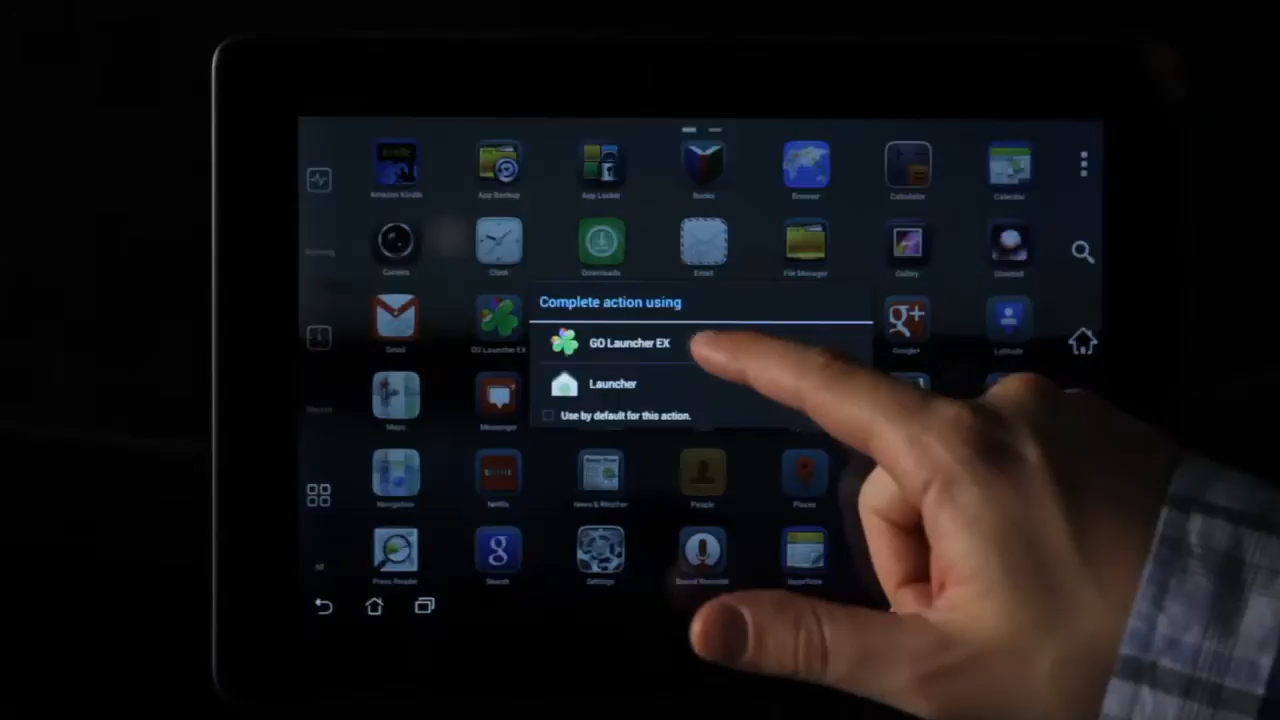 Amazon Kindle
App Backup
App Locker
Books
Browser
Calculator
Calendar
Camera
Clock
Downloads
Email
File Manager
Gallery
Gmail
GO Launcher EX
Google+
Latitude
Complete action using
GO Launcher EX
Launcher
Use by default for this action.
Maps
Messenger
Navigation
Netflix
News & Weather
People
Places
All
Press Reader
Search
Settings
Sound Recorder
SuperNote